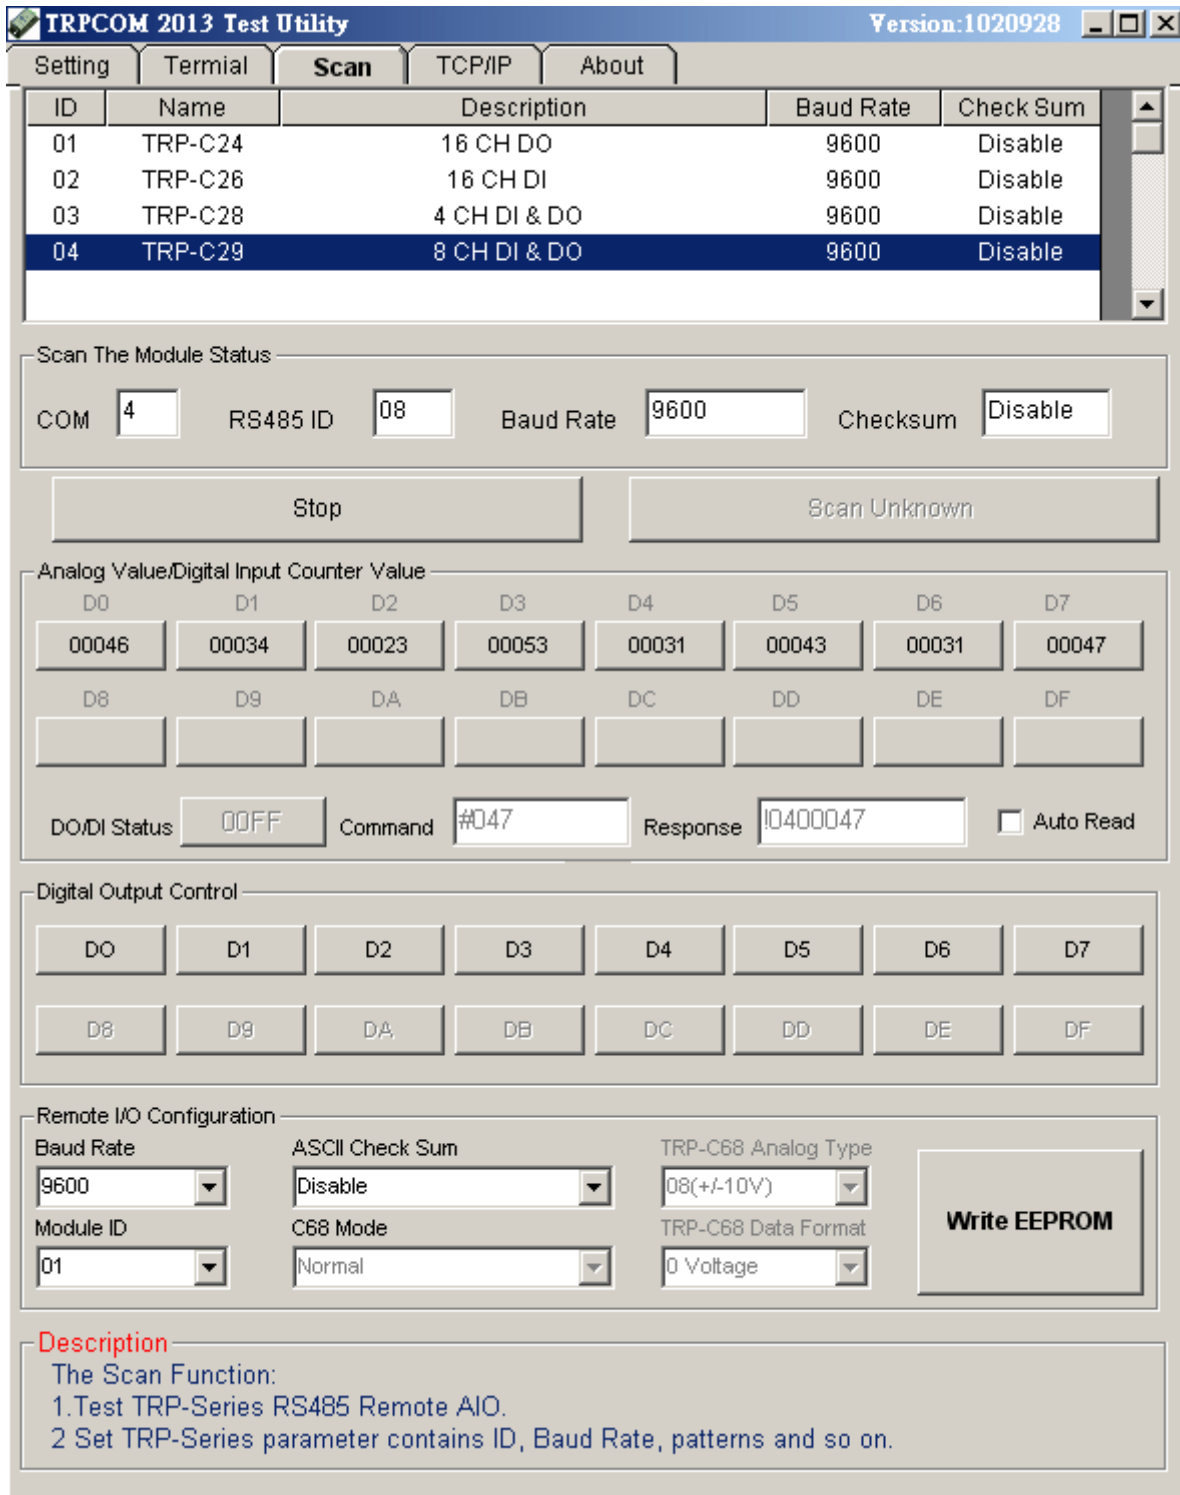 TRPCOM 2013 Test Utility Version:1020928
Setting Termial Scan TCP/IP About
ID Name Description Baud Rate Check Sum
01 TRP-C24 16 CH DO 9600 Disable
02 TRP-C26 16 CH DI 9600 Disable
03 TRP-C28 4 CH DI & DO 9600 Disable
04 TRP-C29 8 CH DI & DO 9600 Disable
Scan The Module Status
COM 4 RS485 ID 08 Baud Rate 9600 Checksum Disable
Stop Scan Unknown
Analog Value/Digital Input Counter Value
D0 D1 D2 D3 D4 D5 D6 D7
00046 00034 00023 00053 00031 00043 00031 00047
D8 D9 DA DB DC DD DE DF
DO/DI Status 00FF Command #047 Response !0400047 Auto Read
Digital Output Control
DO D1 D2 D3 D4 D5 D6 D7
D8 D9 DA DB DC DD DE DF
Remote I/O Configuration
Baud Rate ASCII Check Sum TRP-C68 Analog Type
9600 Disable 08(+/-10V)
Module ID C68 Mode TRP-C68 Data Format
01 Normal 0 Voltage
Write EEPROM
Description
The Scan Function:
1.Test TRP-Series RS485 Remote AIO.
2 Set TRP-Series parameter contains ID, Baud Rate, patterns and so on.